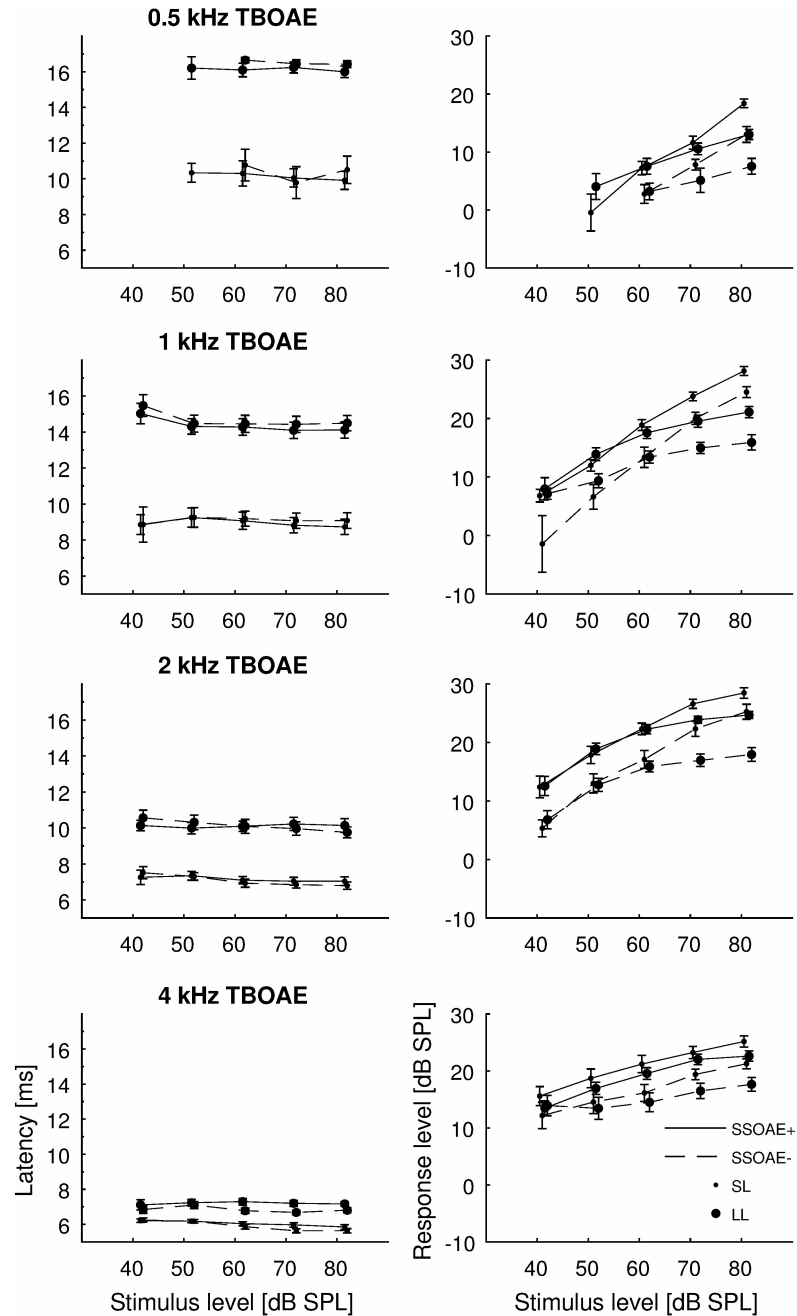 0.5 kHz TBOAE
16
14
12
10
8
6
40 50 60 70 80
30
20
10
0
-10
40 50 60 70 80
1 kHz TBOAE
16
14
12
10
8
6
40 50 60 70 80
30
20
10
0
-10
40 50 60 70 80
2 kHz TBOAE
16
14
12
10
8
6
40 50 60 70 80
30
20
10
0
-10
40 50 60 70 80
4 kHz TBOAE
Latency [ms]
16
14
12
10
8
6
40 50 60 70 80
Stimulus level [dB SPL]
Response level [dB SPL]
30
20
10
0
-10
SSOAE+
SSOAE-
SL
LL
40 50 60 70 80
Stimulus level [dB SPL]